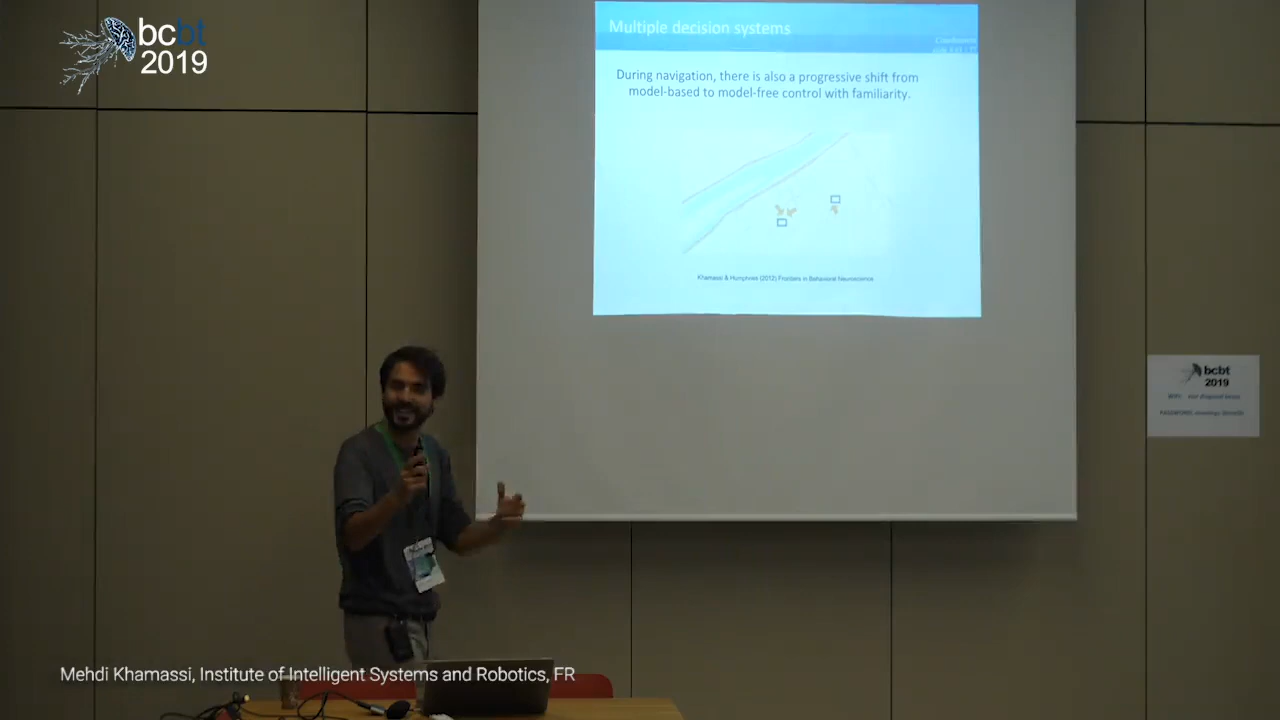 bcbt
2019
Multiple decision systems
During navigation, there is also a progressive shift from
model-based to model-free control with familiarity.
Khamassi & Humphries (2012) Frontiers in Behavioral Neuroscience
bcbt
2019
Mehdi Khamassi, Institute of Intelligent Systems and Robotics, FR